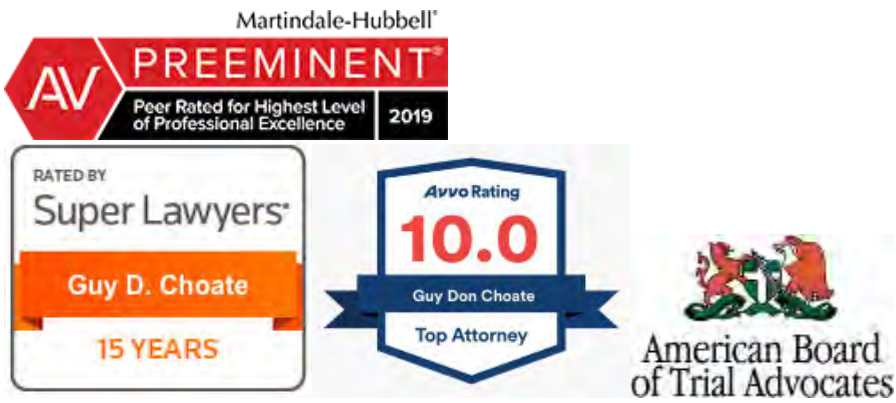 Martindale-Hubbell®
AV PREEMINENT®
Peer Rated for Highest Level
of Professional Excellence
2019
RATED BY
Super Lawyers
Guy D. Choate
15 YEARS
Avvo Rating
10.0
Guy Don Choate
Top Attorney
American Board
of Trial Advocates